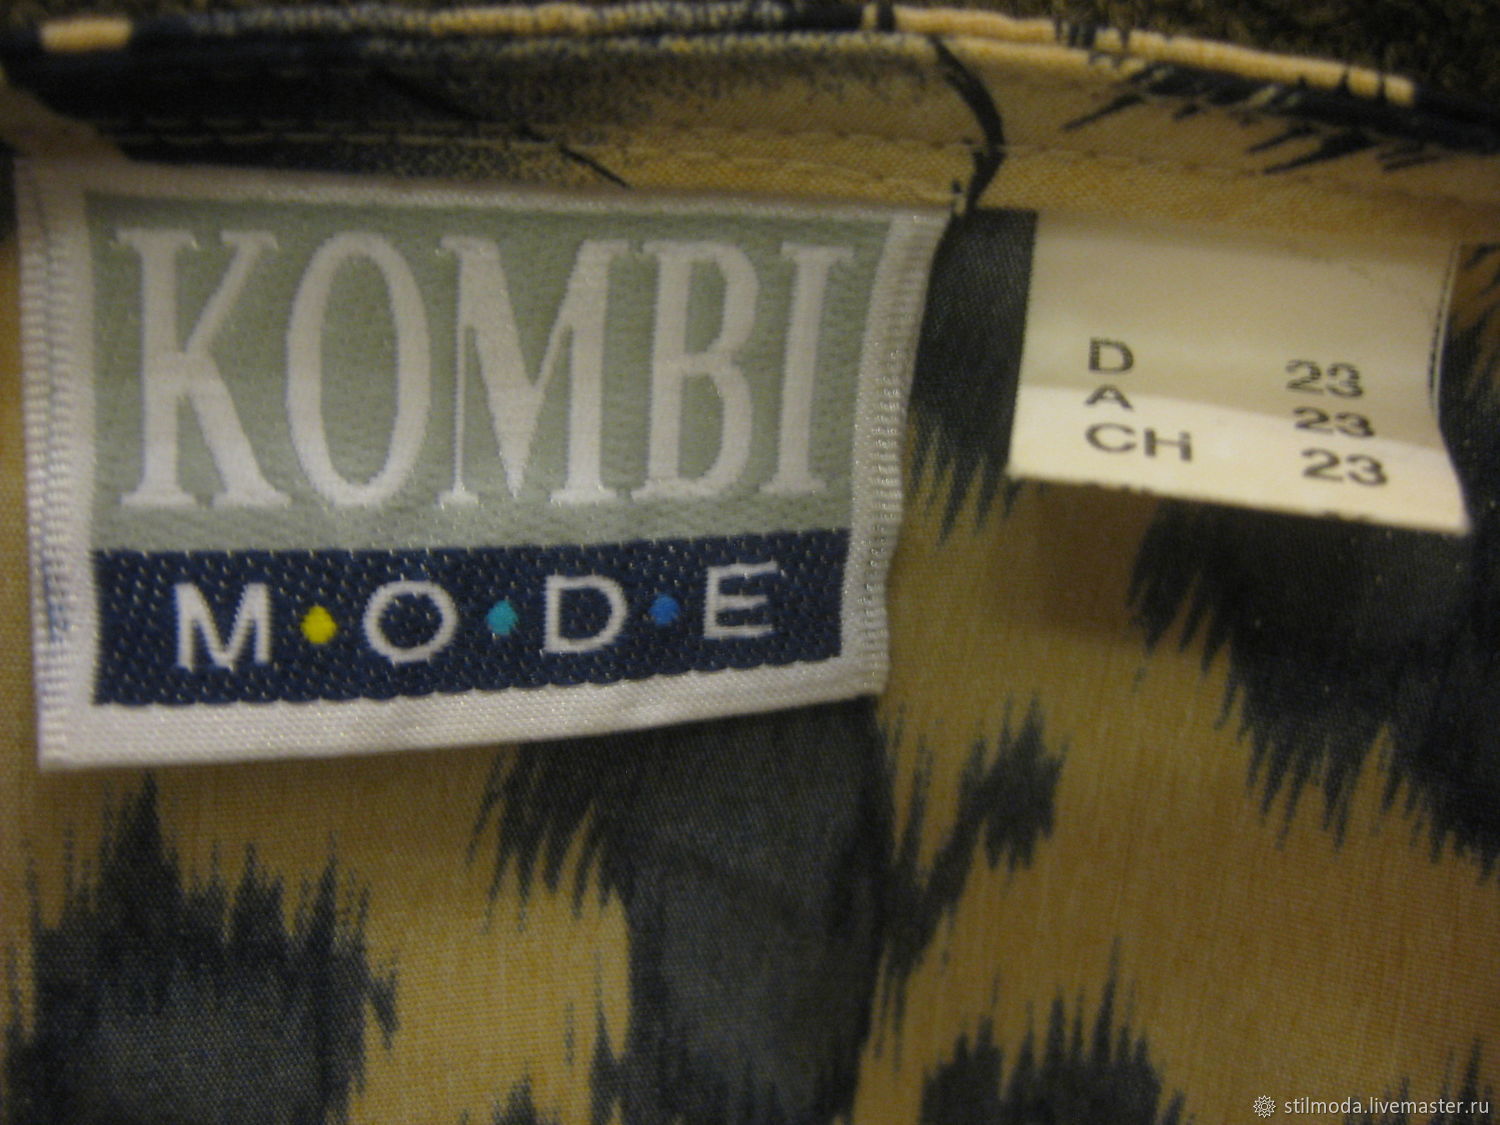 KOMBI
M•O•D•E
D 23
A 23
CH 23
stilmoda.livemaster.ru